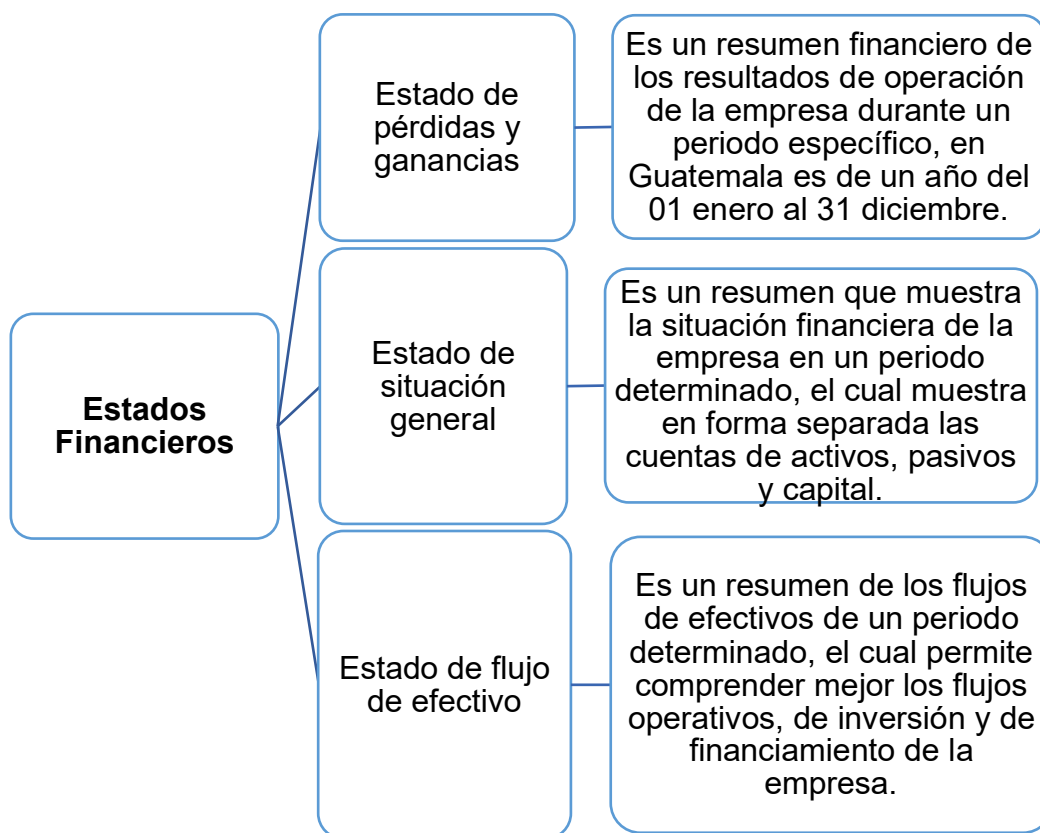 Estados
Financieros
Estado de
pérdidas y
ganancias
Es un resumen financiero de
los resultados de operación
de la empresa durante un
periodo específico, en
Guatemala es de un año del
01 enero al 31 diciembre.
Estado de
situación
general
Es un resumen que muestra
la situación financiera de la
empresa en un periodo
determinado, el cual muestra
en forma separada las
cuentas de activos, pasivos
y capital.
Estado de flujo
de efectivo
Es un resumen de los flujos
de efectivos de un periodo
determinado, el cual permite
comprender mejor los flujos
operativos, de inversión y de
financiamiento de la
empresa.